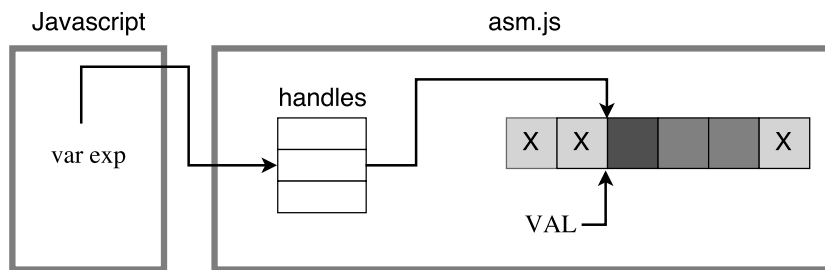 Javascript
asm.js
handles
var exp
X X X
VAL